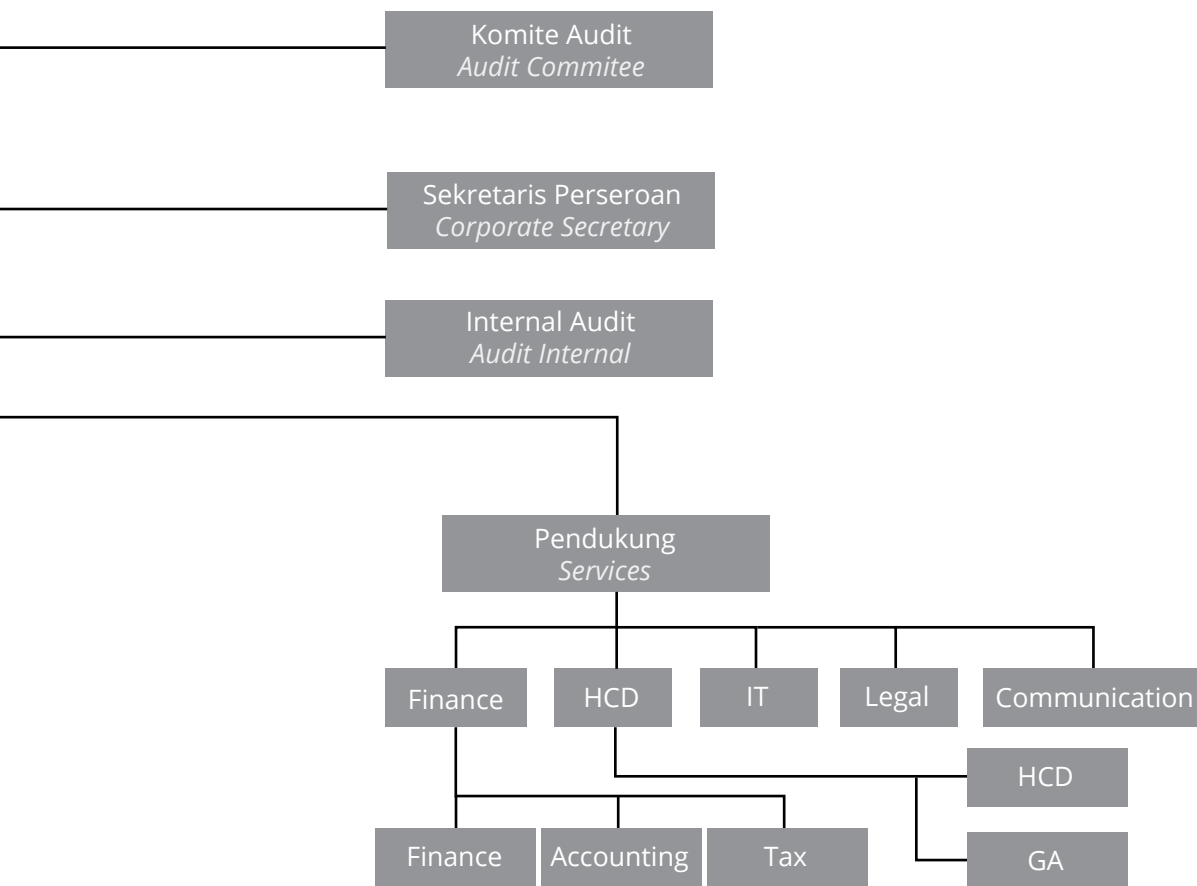 Komite Audit
Audit Commitee
Sekretaris Perseroan
Corporate Secretary
Internal Audit
Audit Internal
Pendukung
Services
Finance
HCD
IT
Legal
Communication
HCD
GA
Finance
Accounting
Tax